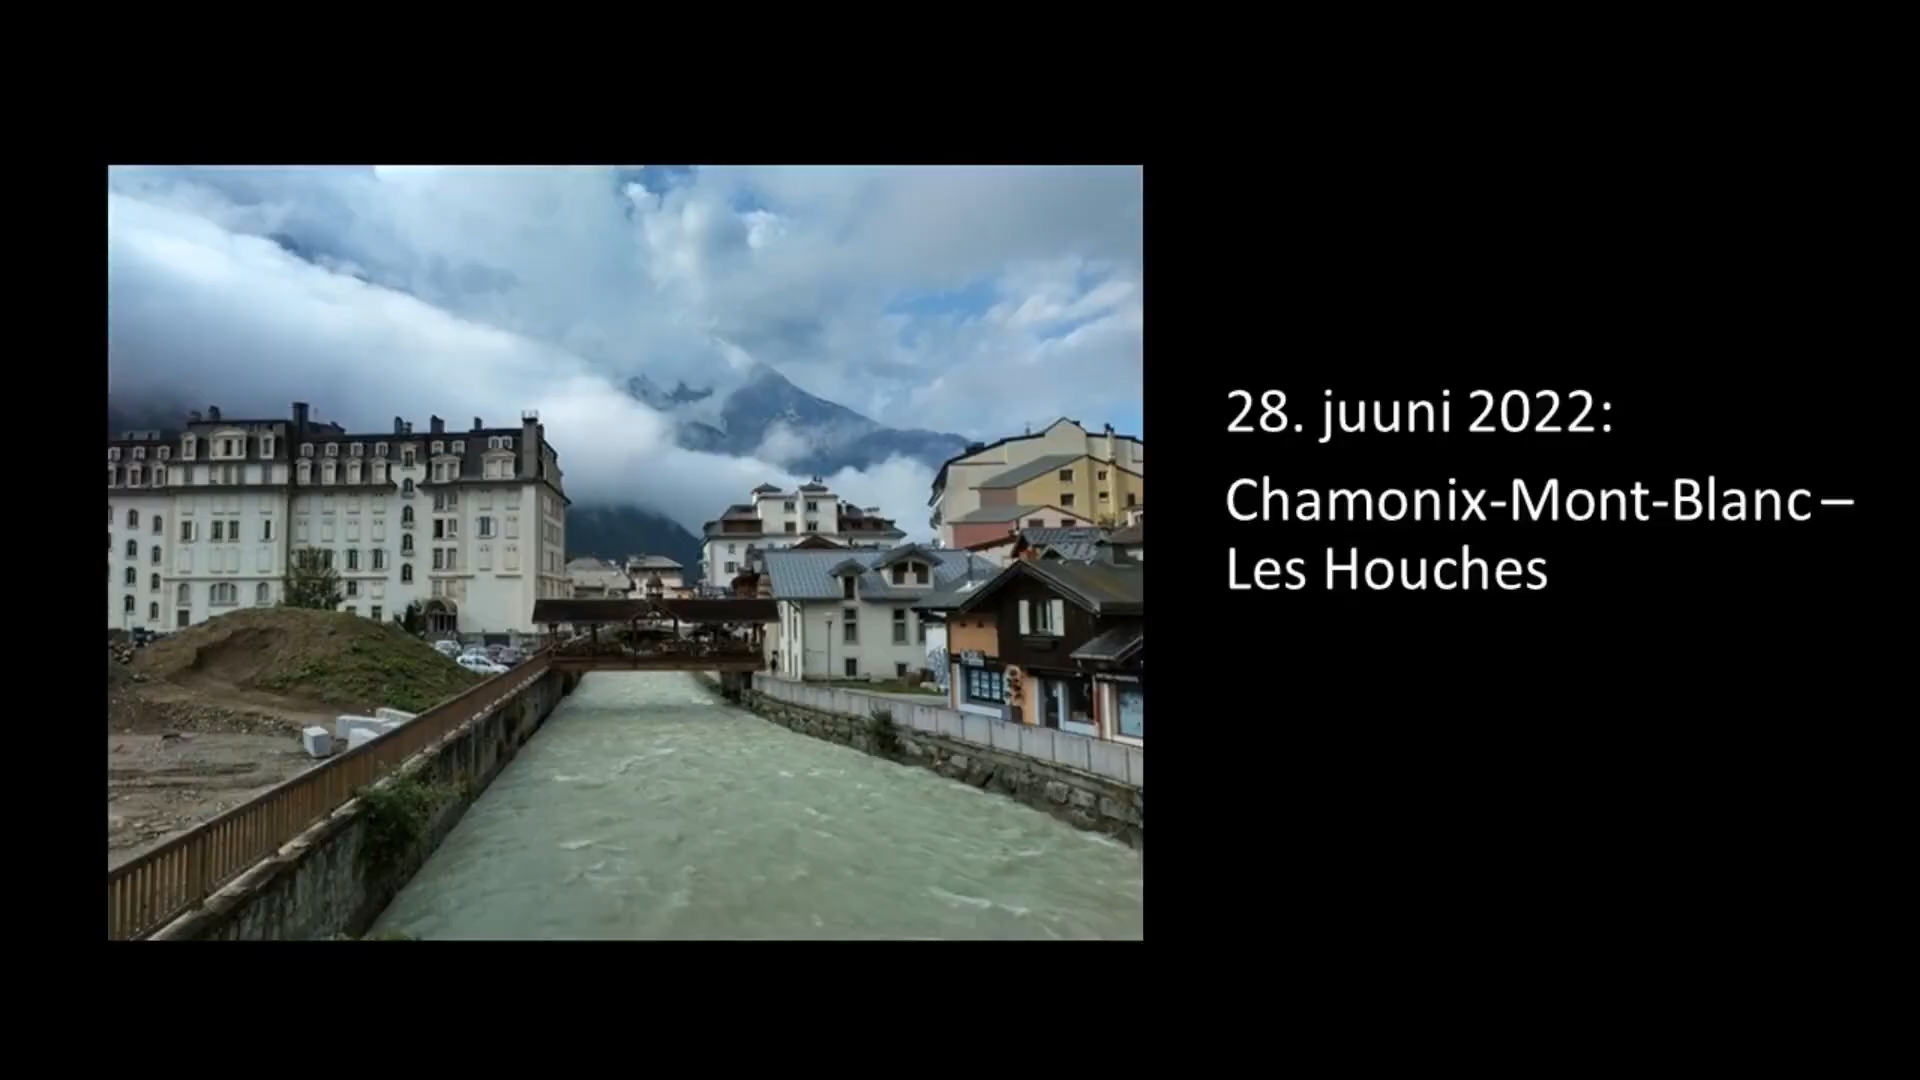 28. juuni 2022:
Chamonix-Mont-Blanc –
Les Houches